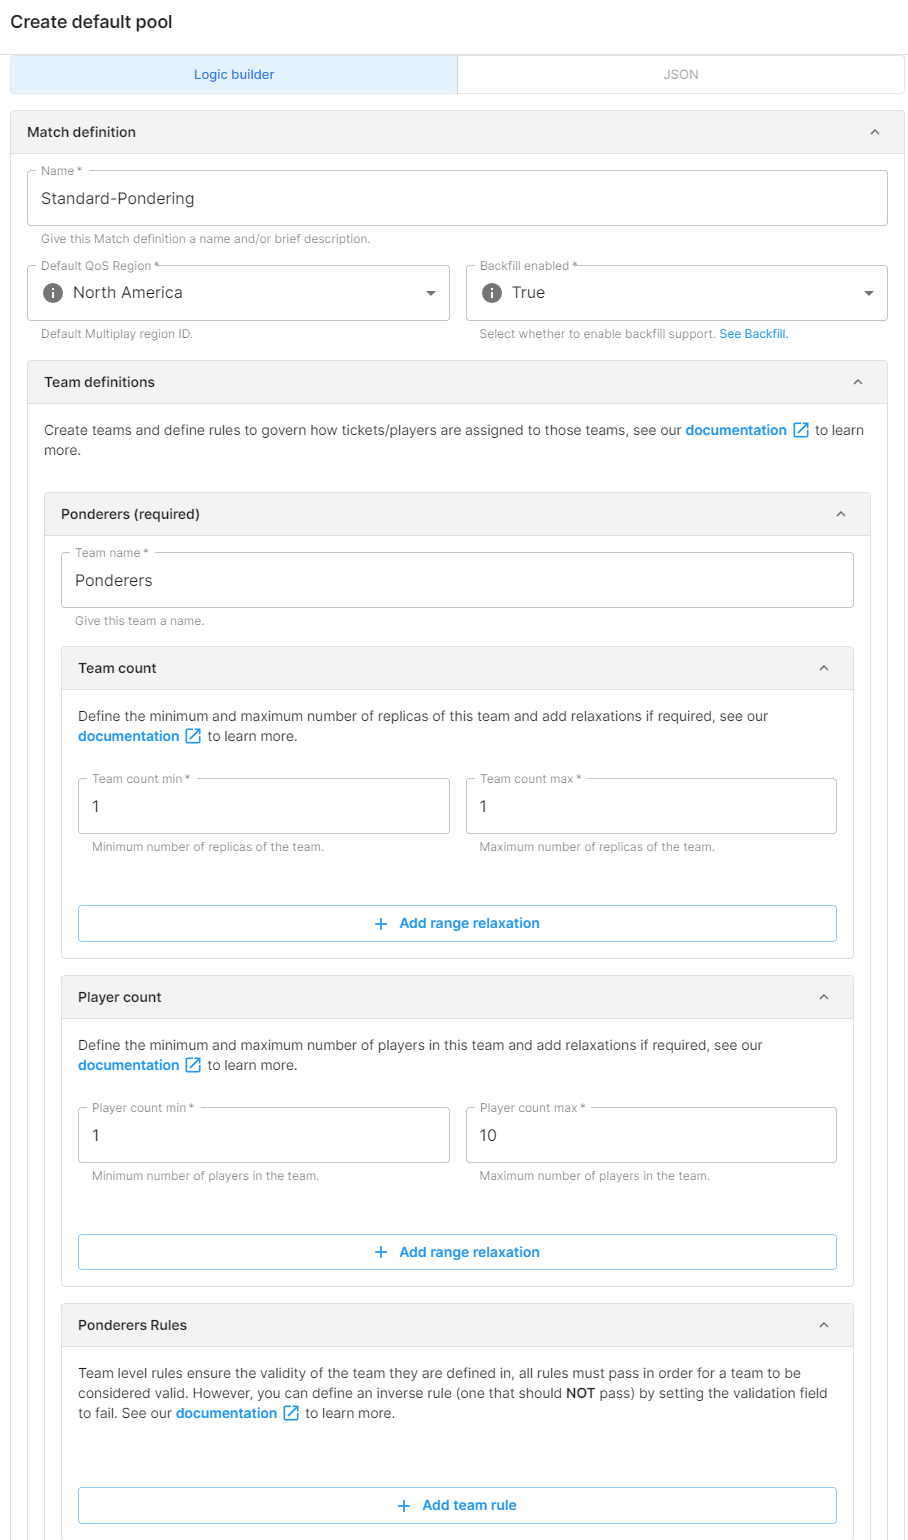 Create default pool
Logic builder
JSON
Match definition
Name *
Standard-Pondering
Give this Match definition a name and/or brief description.
Default QoS Region *
North America
Default Multiplay region ID.
Backfill enabled *
True
Select whether to enable backfill support. See Backfill.
Team definitions
Create teams and define rules to govern how tickets/players are assigned to those teams, see our documentation to learn
more.
Ponderers (required)
Team name *
Ponderers
Give this team a name.
Team count
Define the minimum and maximum number of replicas of this team and add relaxations if required, see our
documentation to learn more.
Team count min *
1
Minimum number of replicas of the team.
Team count max *
1
Maximum number of replicas of the team.
+ Add range relaxation
Player count
Define the minimum and maximum number of players in this team and add relaxations if required, see our
documentation to learn more.
Player count min *
1
Minimum number of players in the team.
Player count max *
10
Maximum number of players in the team.
+ Add range relaxation
Ponderers Rules
Team level rules ensure the validity of the team they are defined in, all rules must pass in order for a team to be
considered valid. However, you can define an inverse rule (one that should NOT pass) by setting the validation field
to fail. See our documentation to learn more.
+ Add team rule